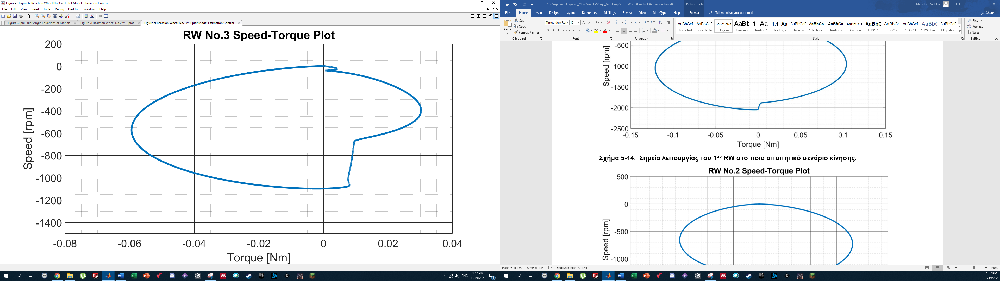 Figures - Figure 6: Reaction Wheel No.3 w-T plot Model Estimation Control
File Edit View Insert Tools Debug Desktop Window Help
Figure 3: phi Euler Angle Equations of Motion
Figure 7: Reaction Wheel No.2 w-T plot
Figure 6: Reaction Wheel No.3 w-T plot Model Estimation Control
RW No.3 Speed-Torque Plot
200
0
-200
-400
-600
-800
-1000
-1200
-1400
Speed [rpm]
-0.08 -0.06 -0.04 -0.02 0 0.02 0.04
Torque [Nm]
ENG
1:57 PM
10/19/2020
Διπλωματική Εργασία_Μενέλαος Βιδάκης_Διορθωμένη - Word (Product Activation Failed)
Picture Tools
Menelaos Vidakis
File Home Insert Design Layout References Mailings Review View MathType Help Format Tell me what you want to do
Share
Paste
Cut
Copy
Format Painter
Clipboard
Times New Ro 10
Font
Paragraph
AaBbCcI Body Text
AaBbCcI Body Text+
AaBbCcDc ¶ Figure
AaBb Heading
1 Aa Heading 1
1.1 Aa Heading 2
AaBbCcI ¶ Normal
AaBbCcI ¶ Table ca...
AaBbCc Heading 4
AaBbCcD ¶ Caption
AaBbC ¶ TOC 1
AaBbCc ¶ TOC 2
AaBbCcI ¶ TOC 3
AaBbC ¶ TOC Hea...
AaBbCcI ¶ Equation
Styles
Find
Replace
Select
Editing
-500
-1000
-1500
-2000
-2500
Speed [rpm]
-0.15 -0.1 -0.05 0 0.05 0.1 0.15
Torque [Nm]
Σχήμα 5-14. Σημεία λειτουργίας του 1ου RW στο ποιο απαιτητικό σενάριο κίνησης.
RW No.2 Speed-Torque Plot
500
0
-500
-1000
Speed [rpm]
Page 78 of 135 32268 words English (United States)
190%
1:57 PM
10/19/2020